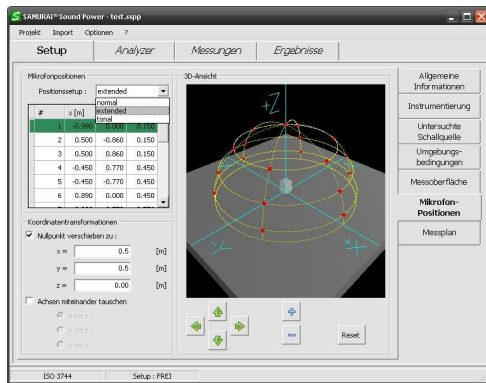 SAMURAI™ Sound Power - test.sspp
Projekt Import Optionen ?
Setup Analyzer Messungen Ergebnisse
Mikrofonpositionen
Positionssetup : extended
normal
extended
tonal
# x [m]
1 -0.990 0.000 0.150
2 0.500 -0.860 0.150
3 0.500 0.860 0.150
4 -0.450 0.770 0.450
5 -0.450 -0.770 0.450
6 0.890 0.000 0.450
Koordinatentransformationen
Nullpunkt verschieben zu :
x = 0.5 [m]
y = 0.5 [m]
z = 0.00 [m]
Achsen miteinander tauschen
x mit z
y mit z
x mit y
3D-Ansicht
+Z
+X
Reset
Allgemeine
Informationen
Instrumentierung
Untersuchte
Schallquelle
Umgebungs-
bedingungen
Messoberfläche
Mikrofon-
Positionen
Messplan
ISO 3744 Setup : FREI